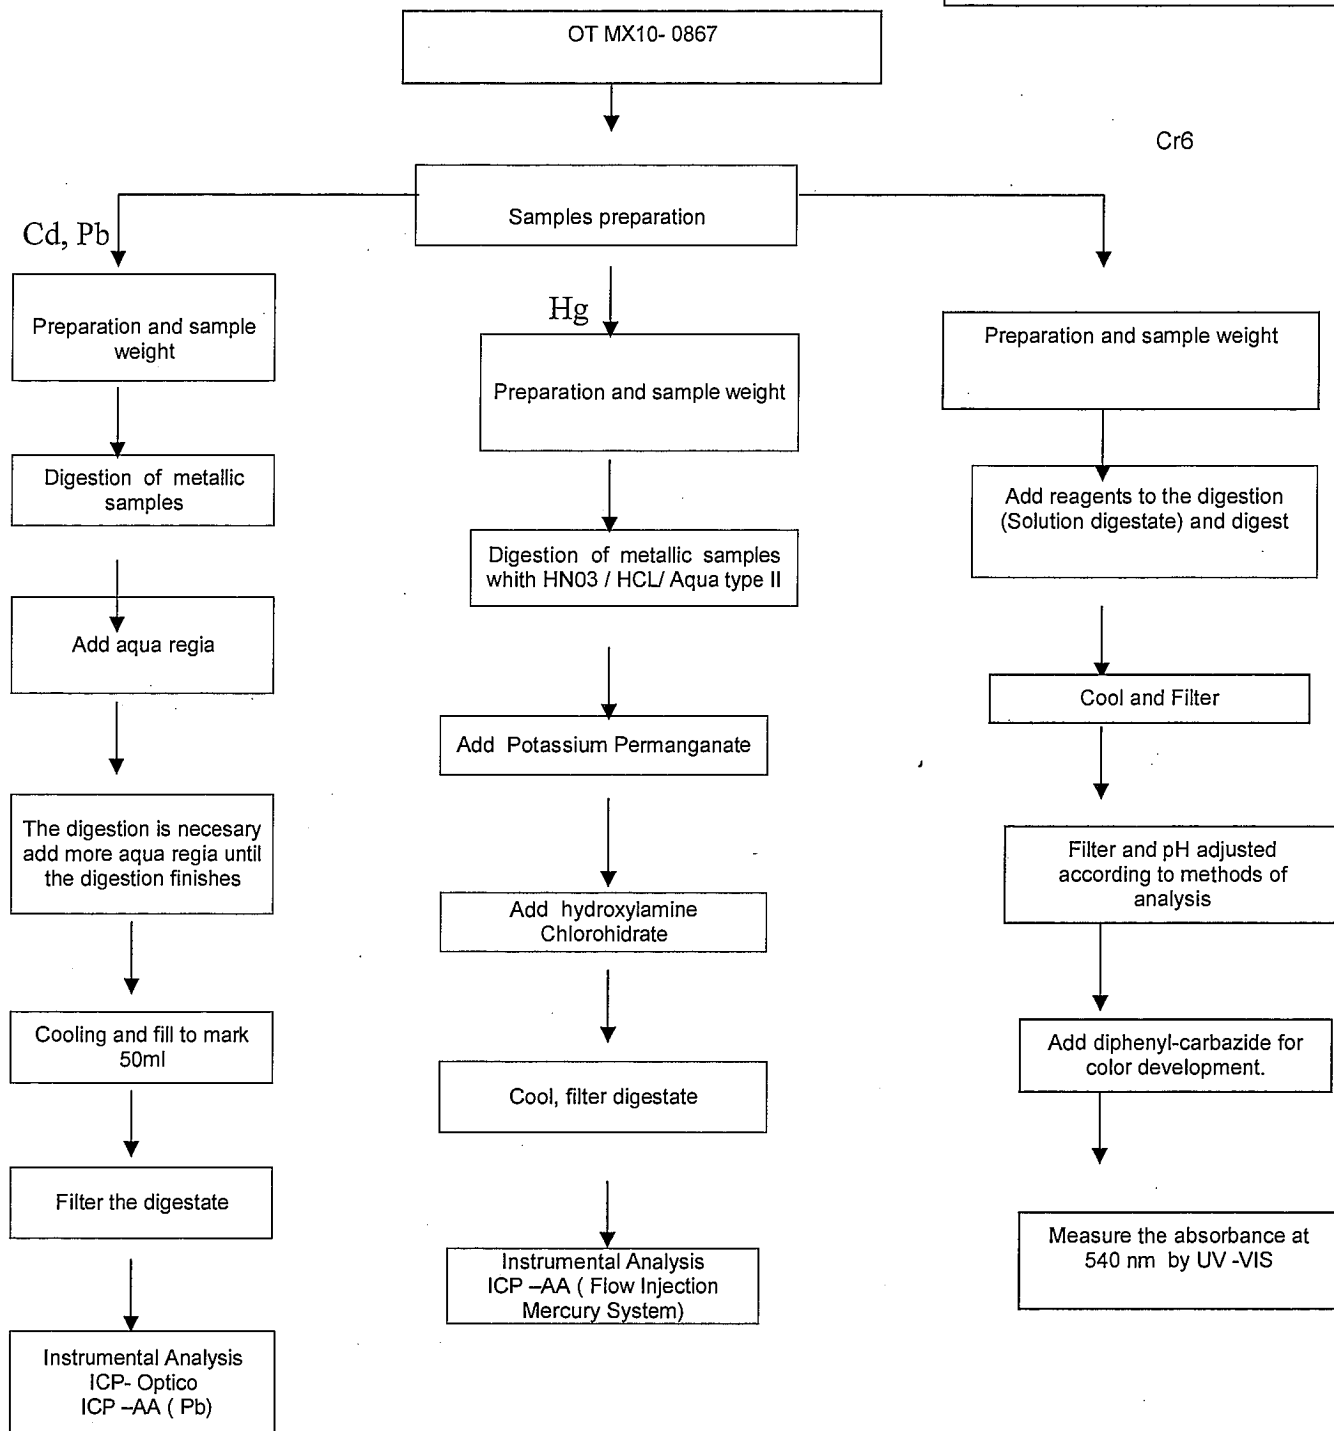 OT MX10- 0867
Cr6
Samples preparation
Cd, Pb
Preparation and sample
weight
Digestion of metallic
samples
Add aqua regia
The digestion is necesary
add more aqua regia until
the digestion finishes
Cooling and fill to mark
50ml
Filter the digestate
Instrumental Analysis
ICP- Optico
ICP –AA ( Pb)
Hg
Preparation and sample weight
Digestion of metallic samples
whith HN03 / HCL/ Aqua type II
Add Potassium Permanganate
Add hydroxylamine
Chlorohidrate
Cool, filter digestate
Instrumental Analysis
ICP –AA ( Flow Injection
Mercury System)
Preparation and sample weight
Add reagents to the digestion
(Solution digestate) and digest
Cool and Filter
Filter and pH adjusted
according to methods of
analysis
Add diphenyl-carbazide for
color development.
Measure the absorbance at
540 nm by UV -VIS